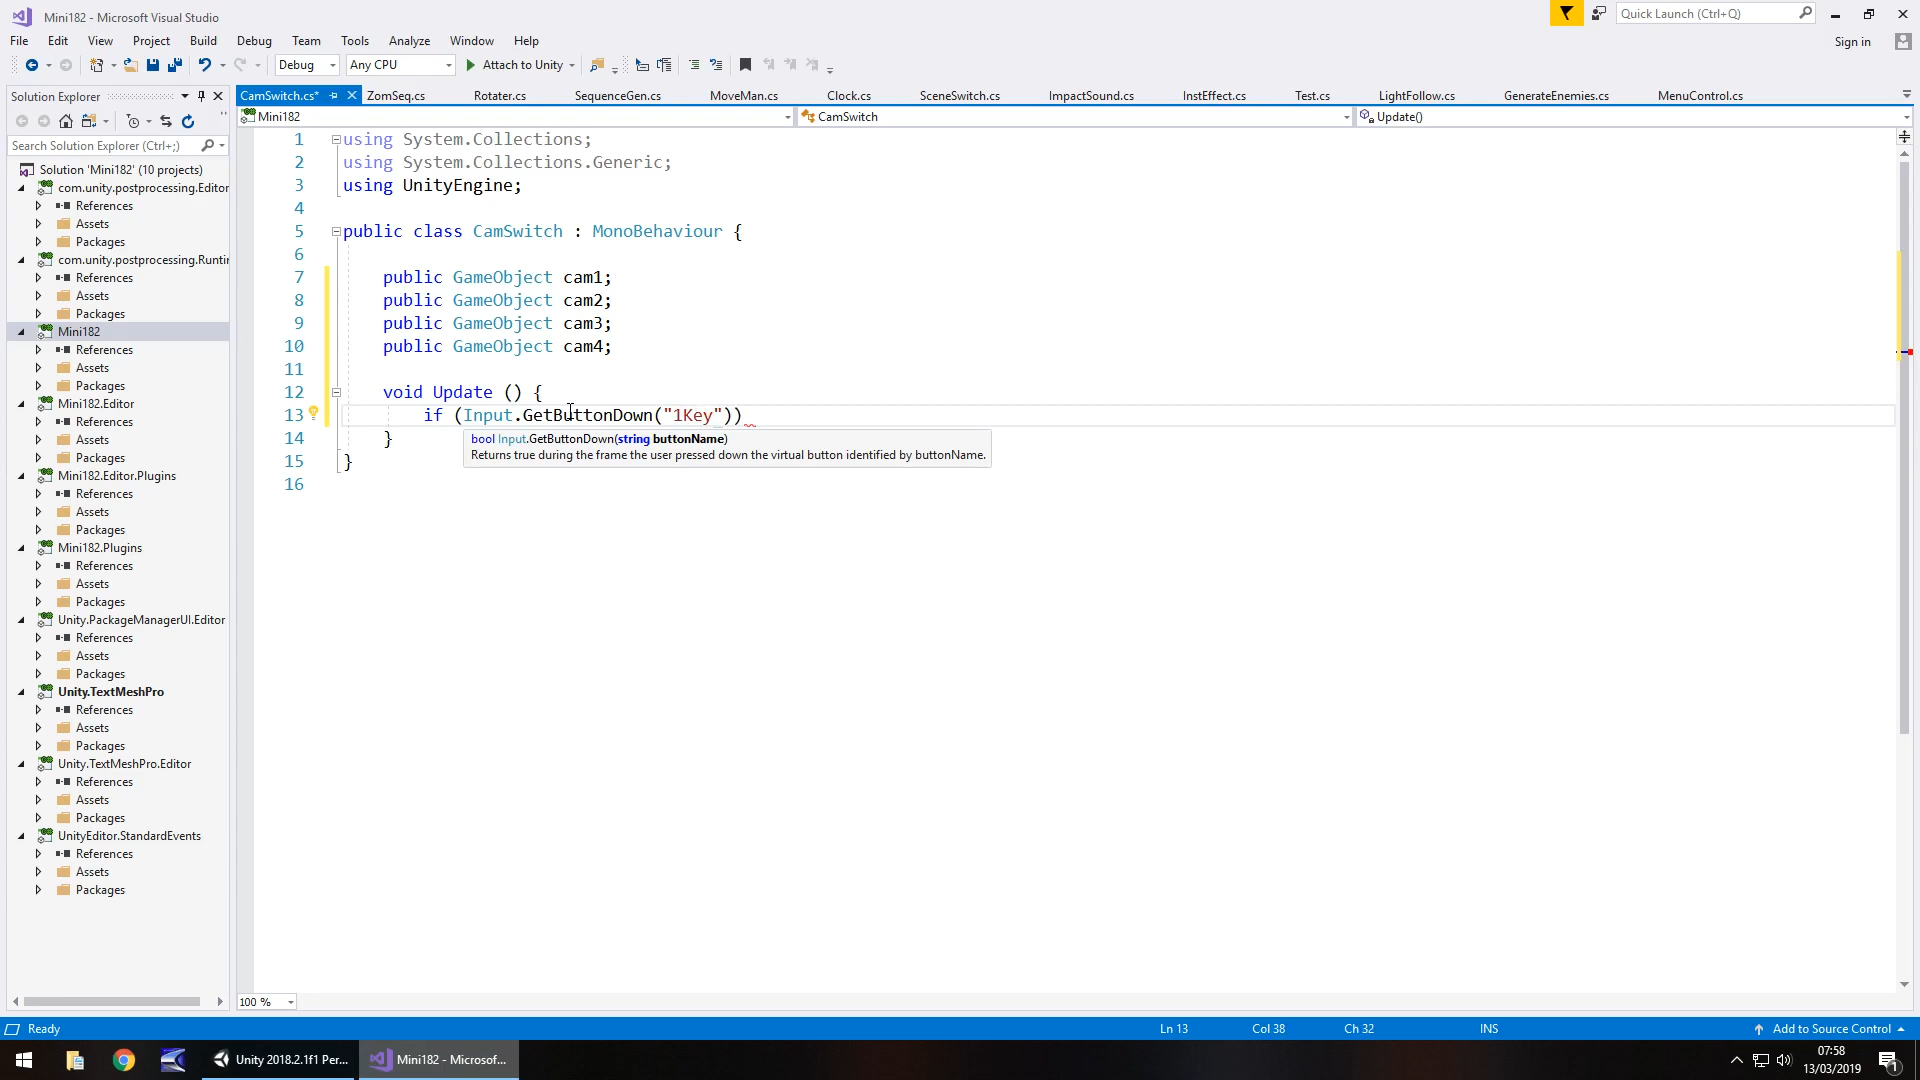 Mini182 - Microsoft Visual Studio
Quick Launch (Ctrl+Q)
File Edit View Project Build Debug Team Tools Analyze Window Help
Sign in
Debug Any CPU Attach to Unity
Solution Explorer
CamSwitch.cs* ZomSeq.cs Rotater.cs SequenceGen.cs MoveMan.cs Clock.cs SceneSwitch.cs ImpactSound.cs InstEffect.cs Test.cs LightFollow.cs GenerateEnemies.cs MenuControl.cs
Mini182 CamSwitch Update()
Search Solution Explorer (Ctrl+;)
Solution 'Mini182' (10 projects)
com.unity.postprocessing.Editor
References
Assets
Packages
com.unity.postprocessing.Runti
References
Assets
Packages
Mini182
References
Assets
Packages
Mini182.Editor
References
Assets
Packages
Mini182.Editor.Plugins
References
Assets
Packages
Mini182.Plugins
References
Assets
Packages
Unity.PackageManagerUI.Editor
References
Assets
Packages
Unity.TextMeshPro
References
Assets
Packages
Unity.TextMeshPro.Editor
References
Assets
Packages
UnityEditor.StandardEvents
References
Assets
Packages
1 using System.Collections;
2 using System.Collections.Generic;
3 using UnityEngine;
4
5 public class CamSwitch : MonoBehaviour {
6
7 public GameObject cam1;
8 public GameObject cam2;
9 public GameObject cam3;
10 public GameObject cam4;
11
12 void Update () {
13 if (Input.GetButtonDown("1Key"))
14 }
bool Input.GetButtonDown(string buttonName)
Returns true during the frame the user pressed down the virtual button identified by buttonName.
15 }
16
100 %
Ready Ln 13 Col 38 Ch 32 INS Add to Source Control
Unity 2018.2.1f1 Per... Mini182 - Microsof...
07:58
13/03/2019
1